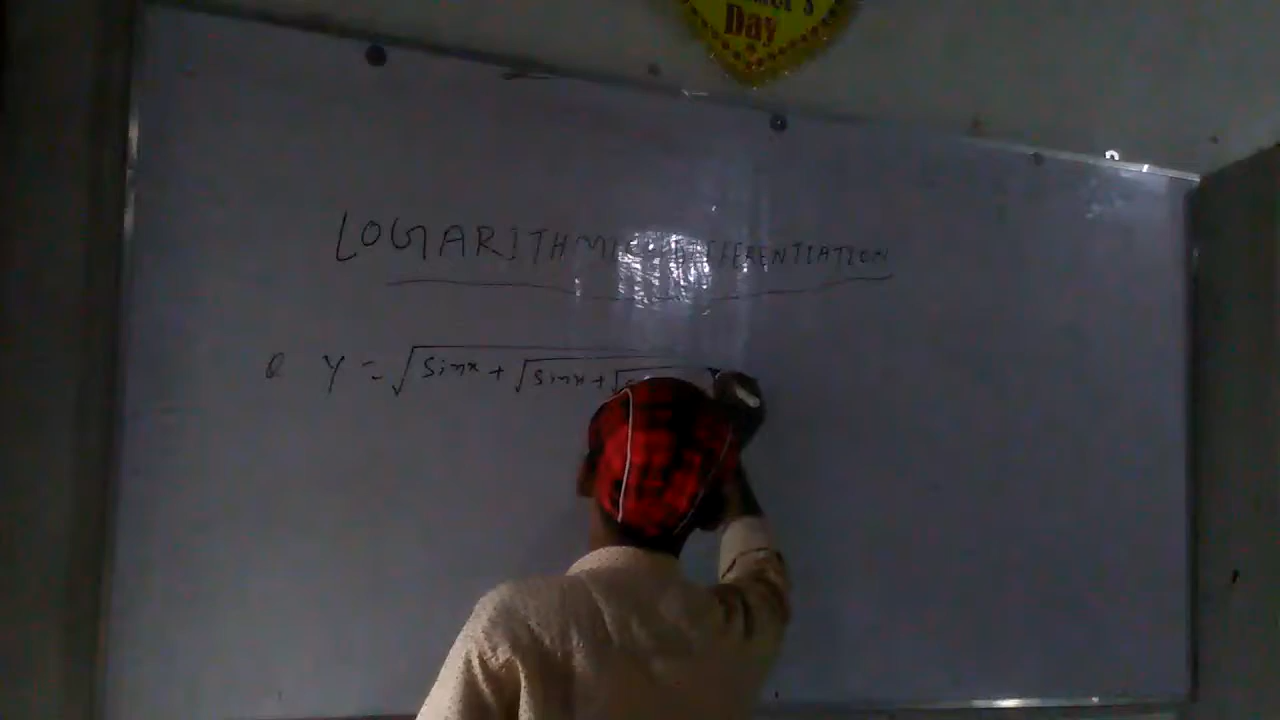 Day
LOGARITHMIC DIFFERENTIATION
Q Y = √sinx + √sinx + √